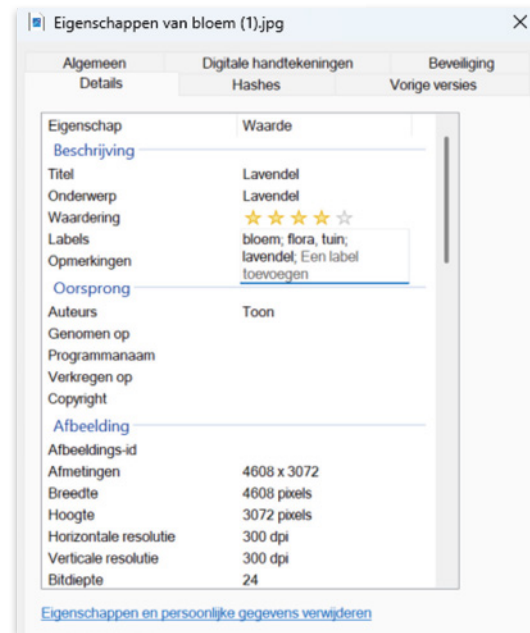 Eigenschappen van bloem (1).jpg
Algemeen Digitale handtekeningen Beveiliging
Details Hashes Vorige versies
Eigenschap Waarde
Beschrijving
Titel Lavendel
Onderwerp Lavendel
Waardering
Labels bloem; flora, tuin;
Opmerkingen lavendel; Een label
toevoegen
Oorsprong
Auteurs Toon
Genomen op
Programmanaam
Verkregen op
Copyright
Afbeelding
Afbeeldings-id
Afmetingen 4608 x 3072
Breedte 4608 pixels
Hoogte 3072 pixels
Horizontale resolutie 300 dpi
Verticale resolutie 300 dpi
Bitdiepte 24
Eigenschappen en persoonlijke gegevens verwijderen